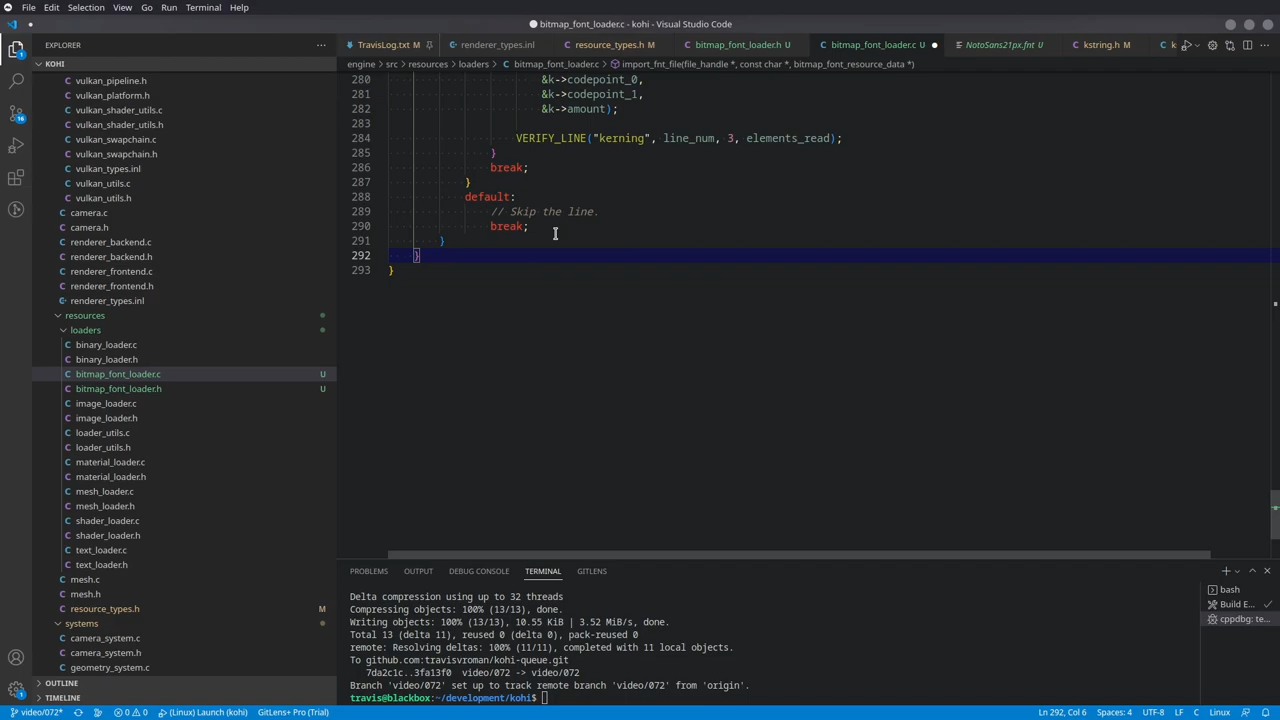 File Edit Selection View Go Run Terminal Help
bitmap_font_loader.c - kohi - Visual Studio Code
EXPLORER
TravisLog.txt M
renderer_types.inl
resource_types.h M
bitmap_font_loader.h U
bitmap_font_loader.c U
NotoSans21px.fnt U
kstring.h M
k
engine > src > resources > loaders > bitmap_font_loader.c > import_fnt_file(file_handle *, const char *, bitmap_font_resource_data *)
KOHI
vulkan_pipeline.h
vulkan_platform.h
vulkan_shader_utils.c
vulkan_shader_utils.h
vulkan_swapchain.c
vulkan_swapchain.h
vulkan_types.inl
vulkan_utils.c
vulkan_utils.h
camera.c
camera.h
renderer_backend.c
renderer_backend.h
renderer_frontend.c
renderer_frontend.h
renderer_types.inl
resources
loaders
binary_loader.c
binary_loader.h
bitmap_font_loader.c U
bitmap_font_loader.h U
image_loader.c
image_loader.h
loader_utils.c
loader_utils.h
material_loader.c
material_loader.h
mesh_loader.c
mesh_loader.h
shader_loader.c
shader_loader.h
text_loader.c
text_loader.h
mesh.c
mesh.h
resource_types.h M
systems
camera_system.c
camera_system.h
geometry_system.c
OUTLINE
TIMELINE
280 &k->codepoint_0,
281 &k->codepoint_1,
282 &k->amount);
283
284 VERIFY_LINE("kerning", line_num, 3, elements_read);
285 }
286 break;
287 }
288 default:
289 // Skip the line.
290 break;
291 }
292 }
293 }
PROBLEMS OUTPUT DEBUG CONSOLE TERMINAL GITLENS
Delta compression using up to 32 threads
Compressing objects: 100% (13/13), done.
Writing objects: 100% (13/13), 10.55 KiB | 3.52 MiB/s, done.
Total 13 (delta 11), reused 0 (delta 0), pack-reused 0
remote: Resolving deltas: 100% (11/11), completed with 11 local objects.
To github.com:travisvroman/kohi-queue.git
7da2c1c..3fa13f0 video/072 -> video/072
Branch 'video/072' set up to track remote branch 'video/072' from 'origin'.
travis@blackbox:~/development/kohi$
bash
Build E...
cppdbg: te...
1
16
1
video/072* 0 0 (Linux) Launch (kohi) GitLens+ Pro (Trial) Ln 292, Col 6 Spaces: 4 UTF-8 LF C Linux